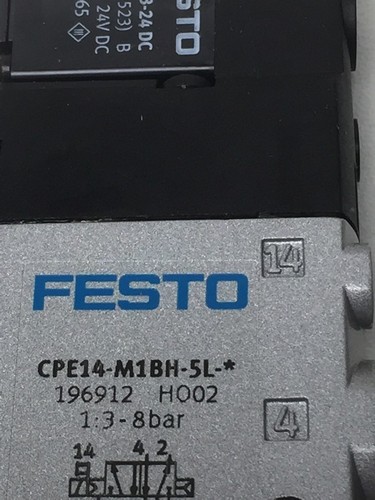 3-24 DC
523) B
24V DC
65
STO
14
FESTO
CPE14-M1BH-5L-*
196912 H002
1:3-8bar
4
14 4 2